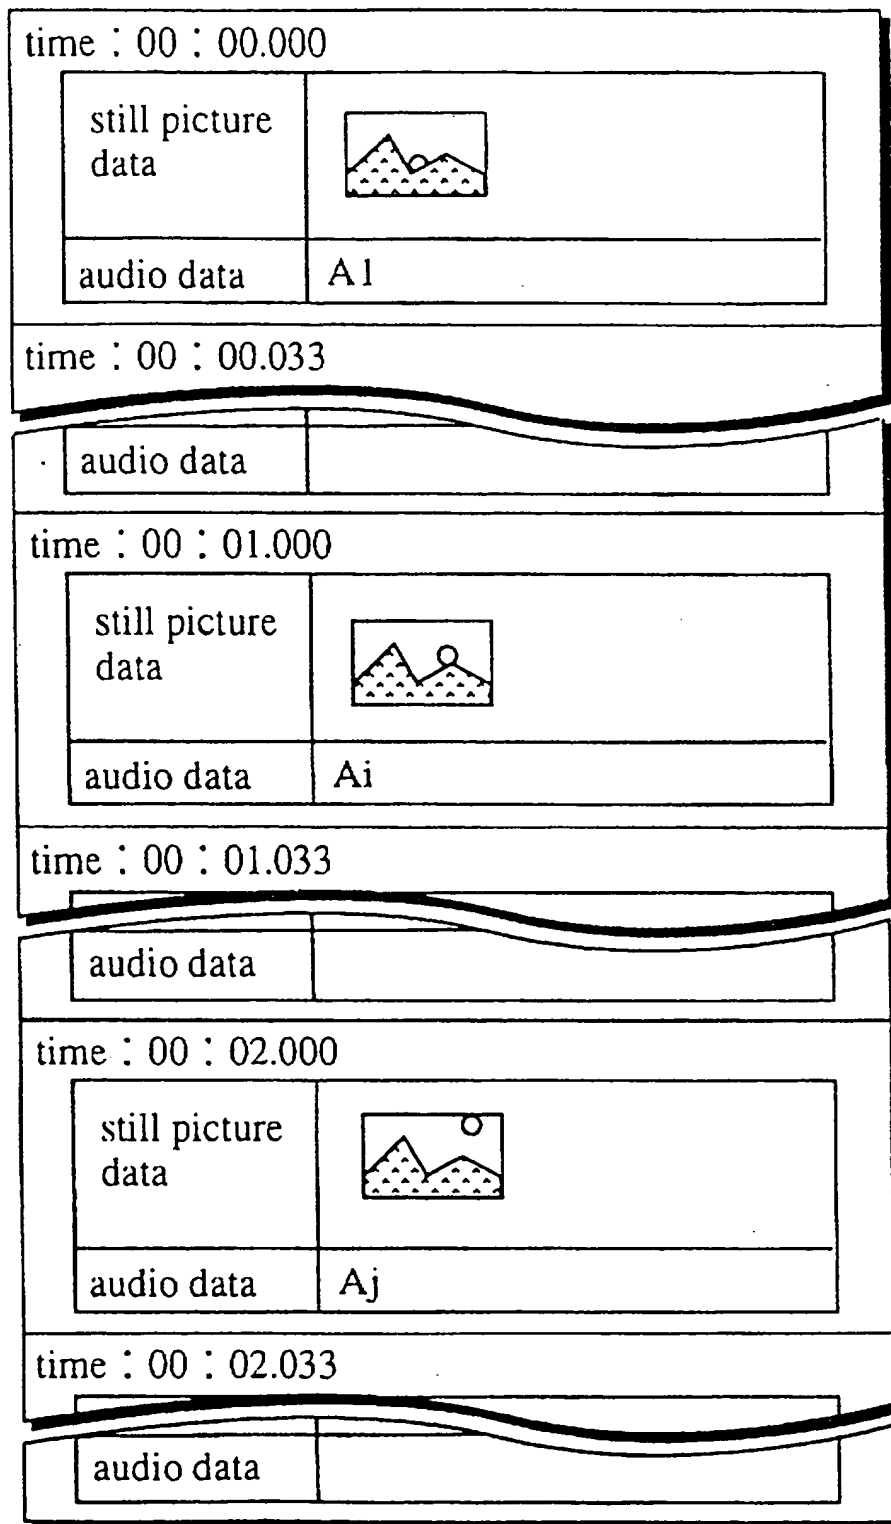 time : 00 : 00.000
still picture
data
audio data A1
time : 00 : 00.033
audio data
time : 00 : 01.000
still picture
data
audio data Ai
time : 00 : 01.033
audio data
time : 00 : 02.000
still picture
data
audio data Aj
time : 00 : 02.033
audio data